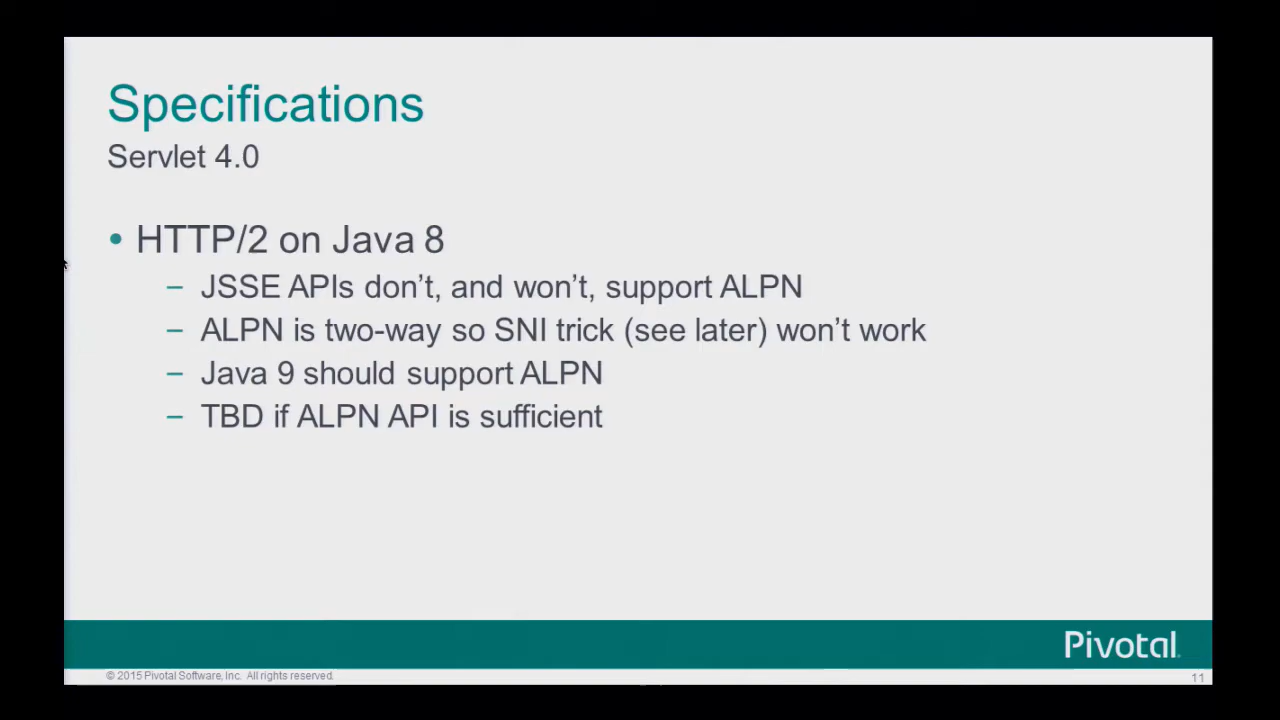 Specifications
Servlet 4.0
• HTTP/2 on Java 8
– JSSE APIs don’t, and won’t, support ALPN
– ALPN is two-way so SNI trick (see later) won’t work
– Java 9 should support ALPN
– TBD if ALPN API is sufficient
Pivotal
© 2015 Pivotal Software, Inc. All rights reserved.
11